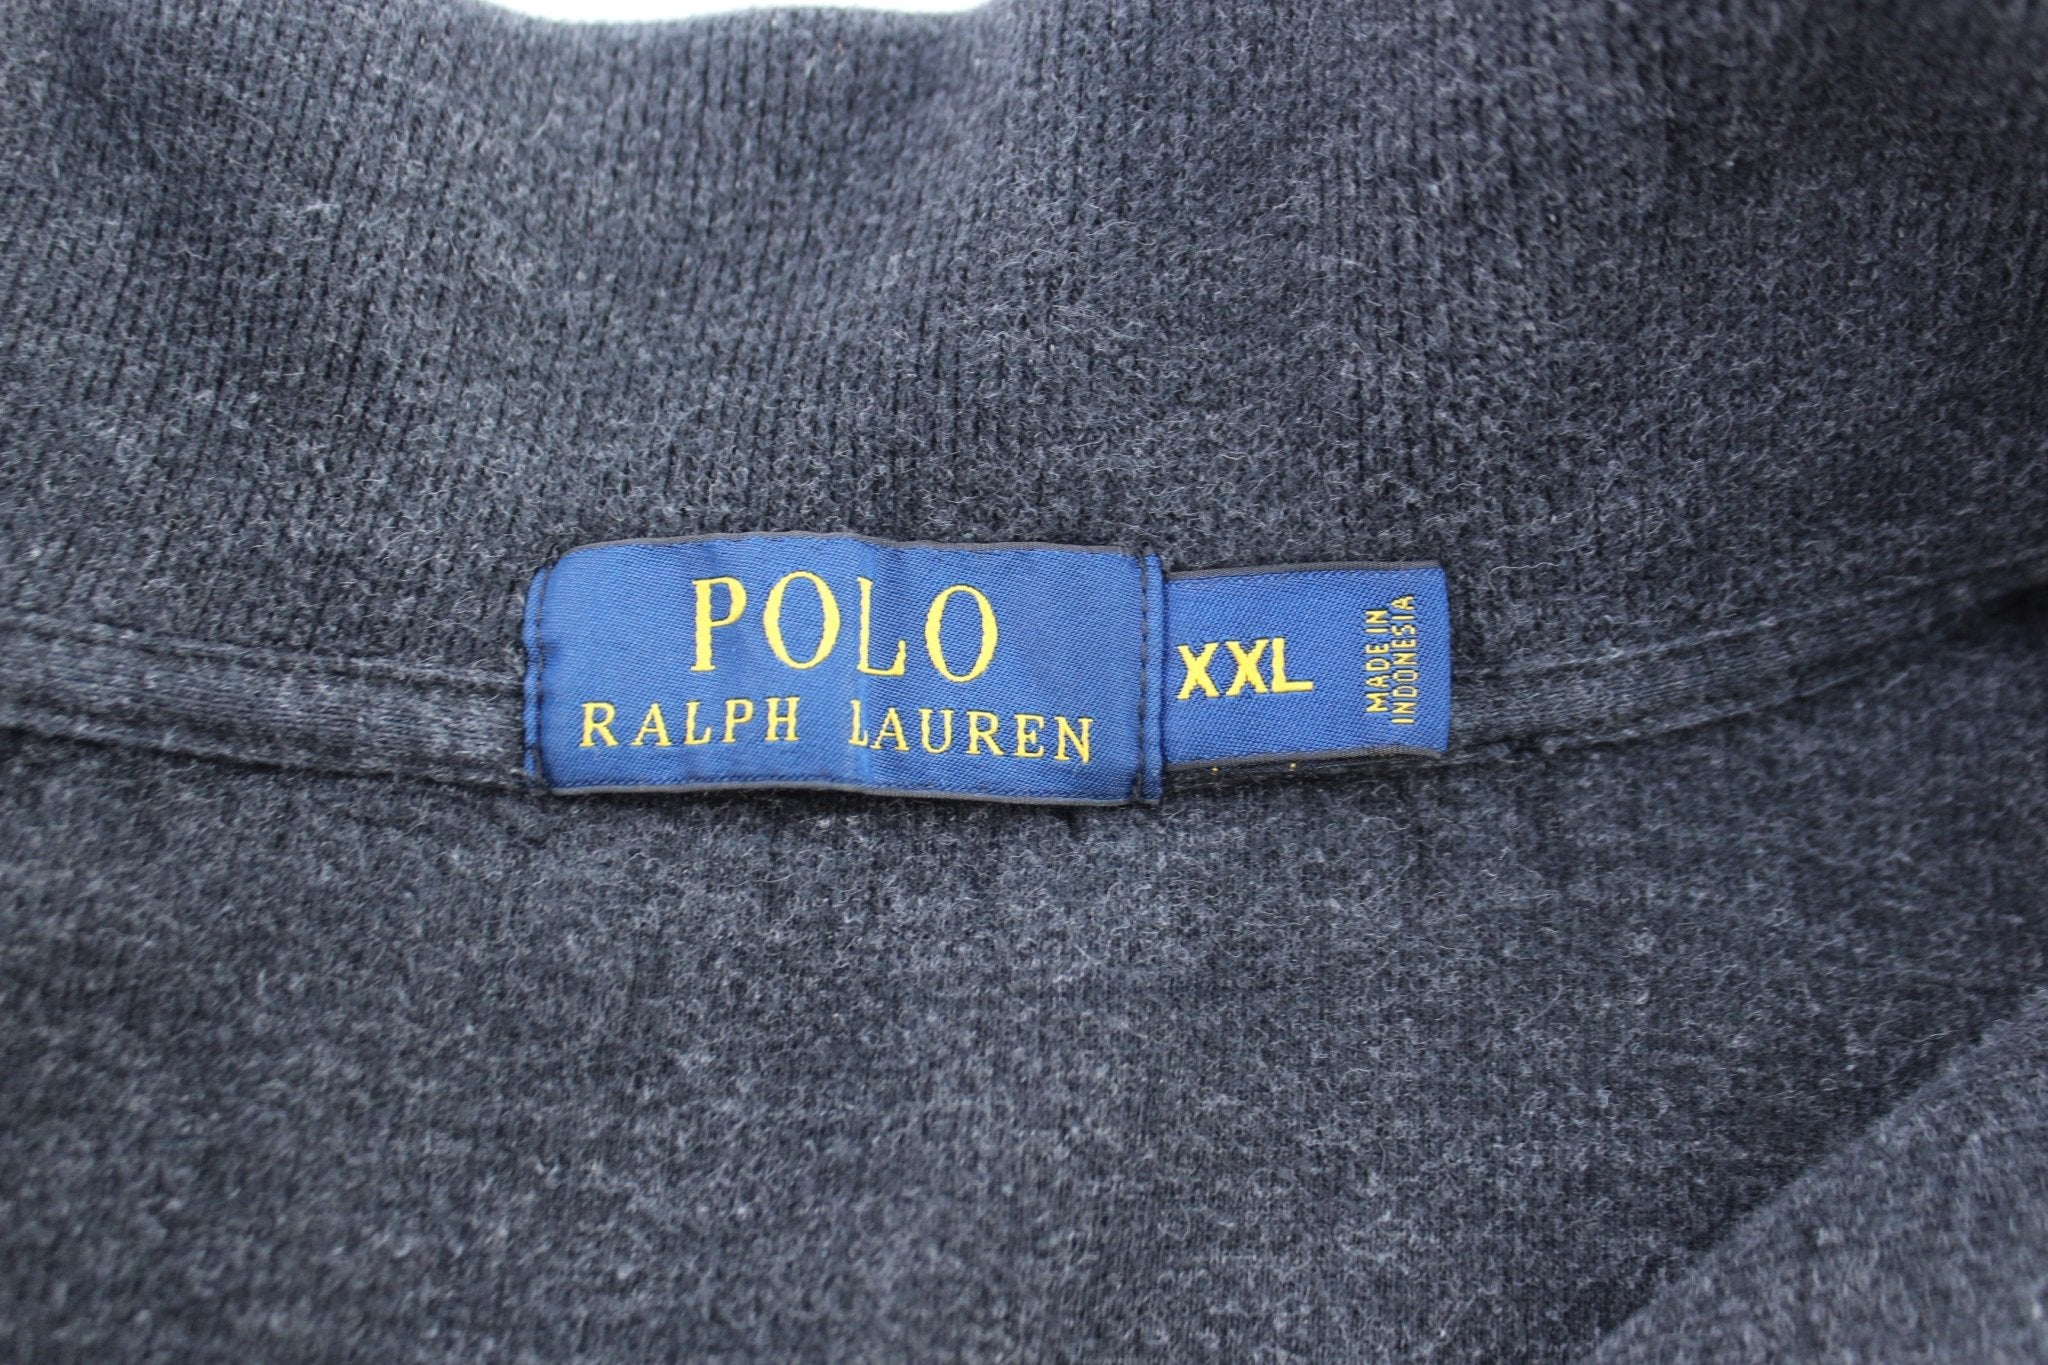 POLO
RALPH LAUREN
XXL
MADE IN
INDONESIA